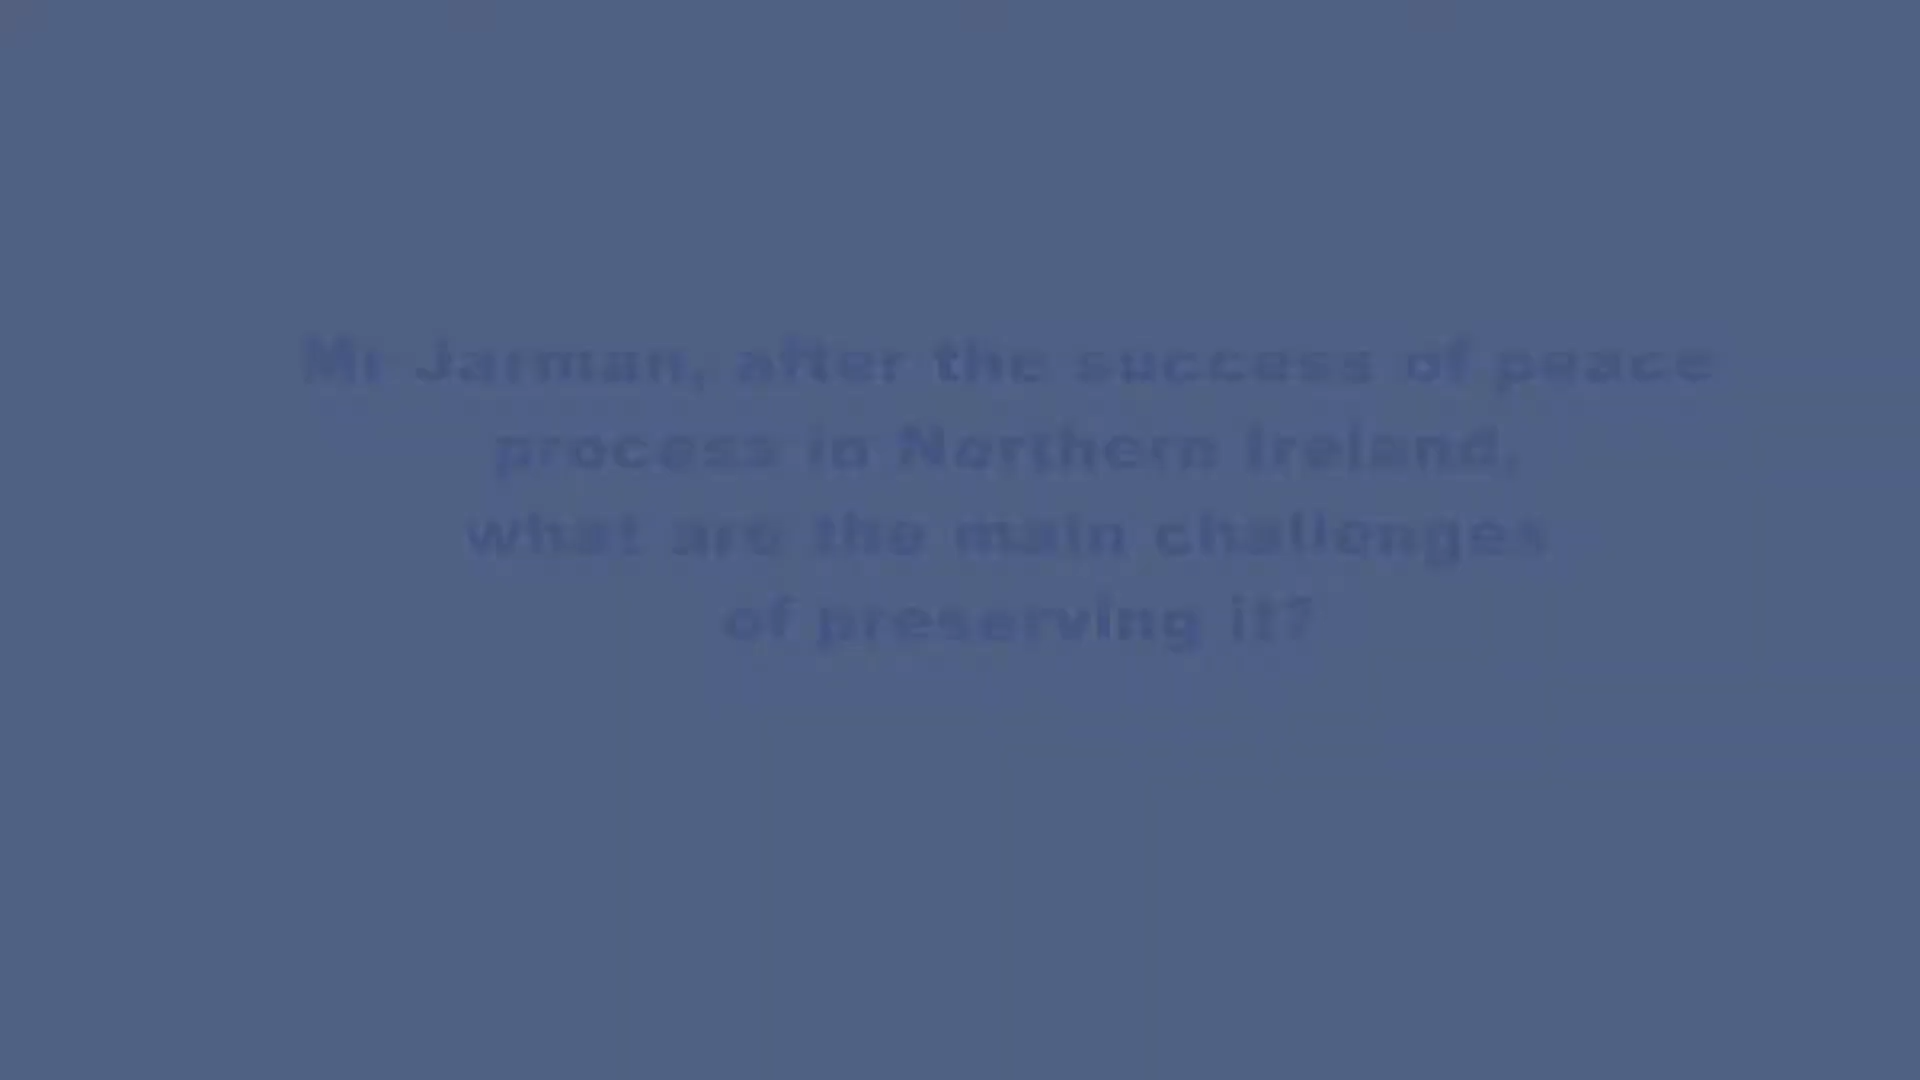 Mr Jarman, after the success of peace
process in Northern Ireland,
what are the main challenges
of preserving it?